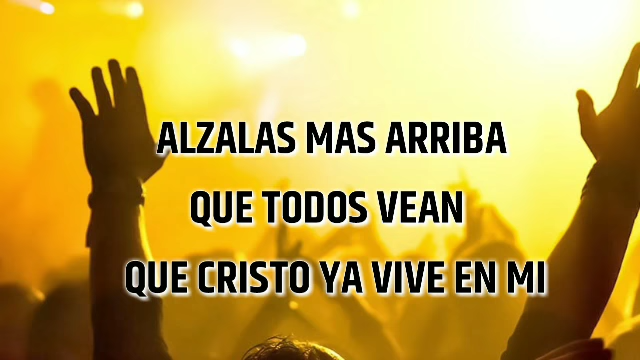 ALZALAS MAS ARRIBA
QUE TODOS VEAN
QUE CRISTO YA VIVE EN MI